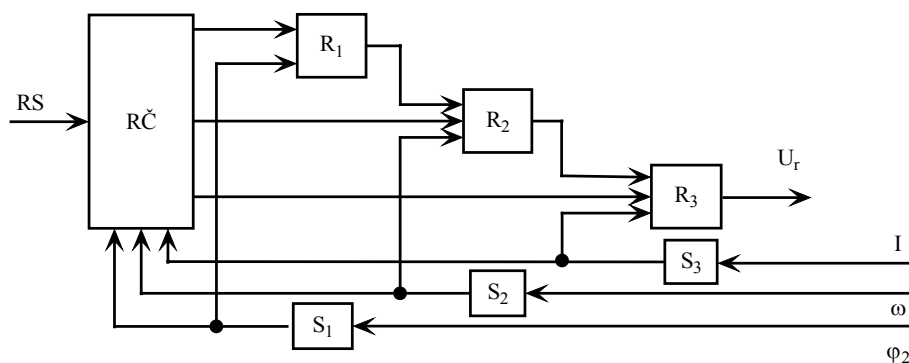 R₁
RS
RČ
R₂
Uᵣ
R₃
I
S₃
S₂
ω
S₁
φ₂